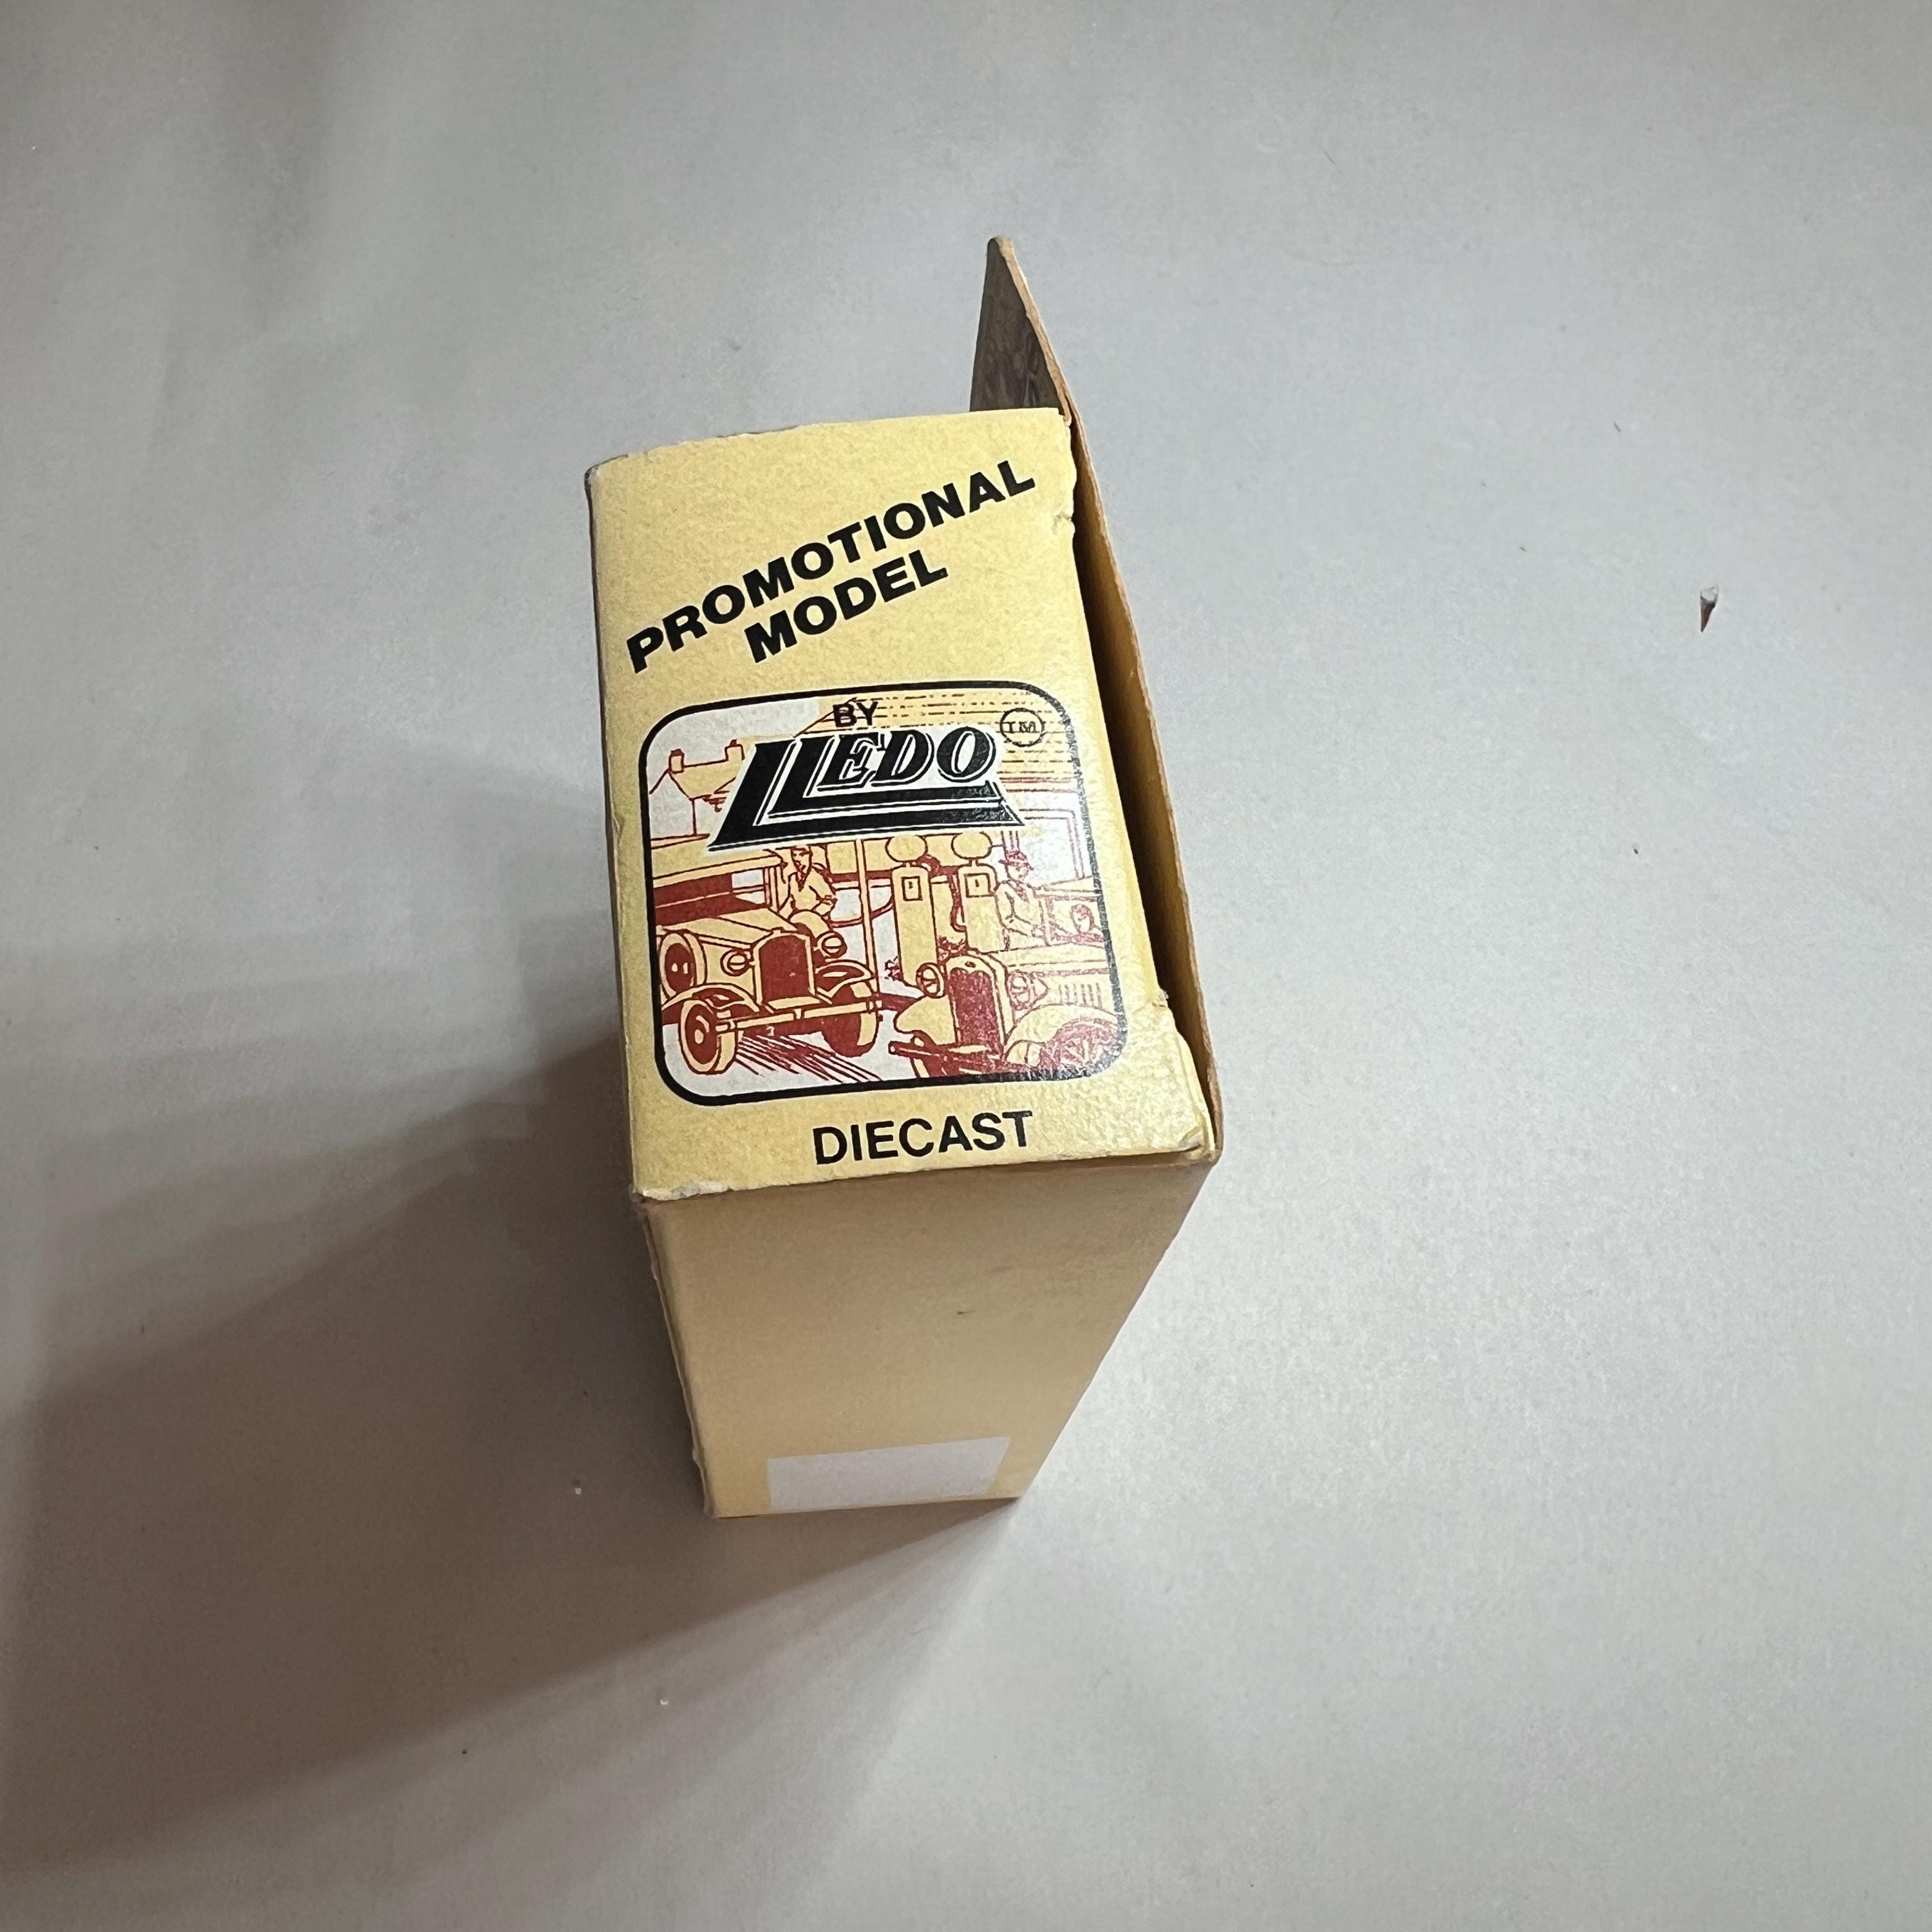 PROMOTIONAL
MODEL
BY
LLEDO TM
DIECAST